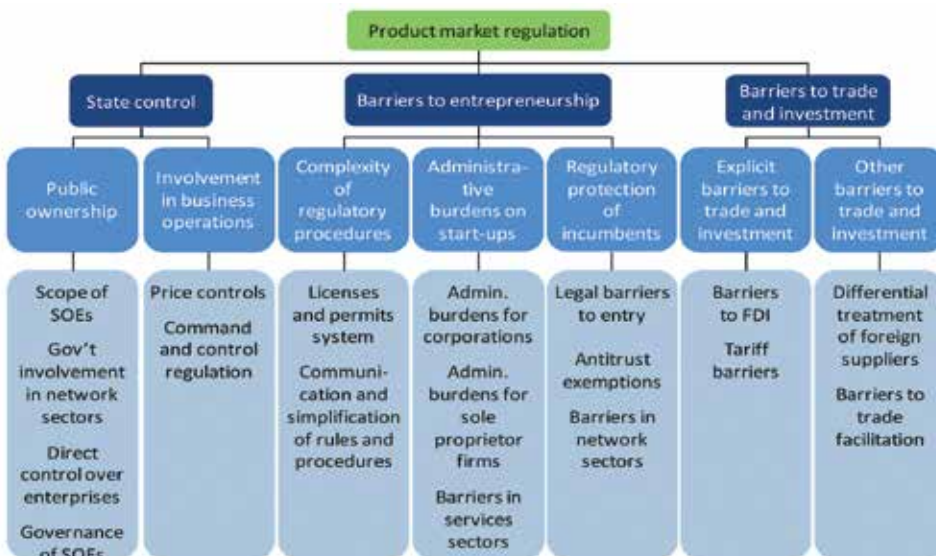 Product market regulation
State control
Barriers to entrepreneurship
Barriers to trade
and investment
Public
ownership
Involvement
in business
operations
Complexity
of
regulatory
procedures
Administra-
tive
burdens on
start-ups
Regulatory
protection
of
incumbents
Explicit
barriers to
trade and
investment
Other
barriers to
trade and
investment
Scope of
SOEs
Gov't
involvement
in network
sectors
Direct
control over
enterprises
Governance
of SOEs
Price controls
Command
and control
regulation
Licenses
and permits
system
Communi-
cation and
simplification
of rules and
procedures
Admin.
burdens for
corporations
Admin.
burdens for
sole
proprietor
firms
Barriers in
services
sectors
Legal barriers
to entry
Antitrust
exemptions
Barriers in
network
sectors
Barriers
to FDI
Tariff
barriers
Differential
treatment
of foreign
suppliers
Barriers to
trade
facilitation